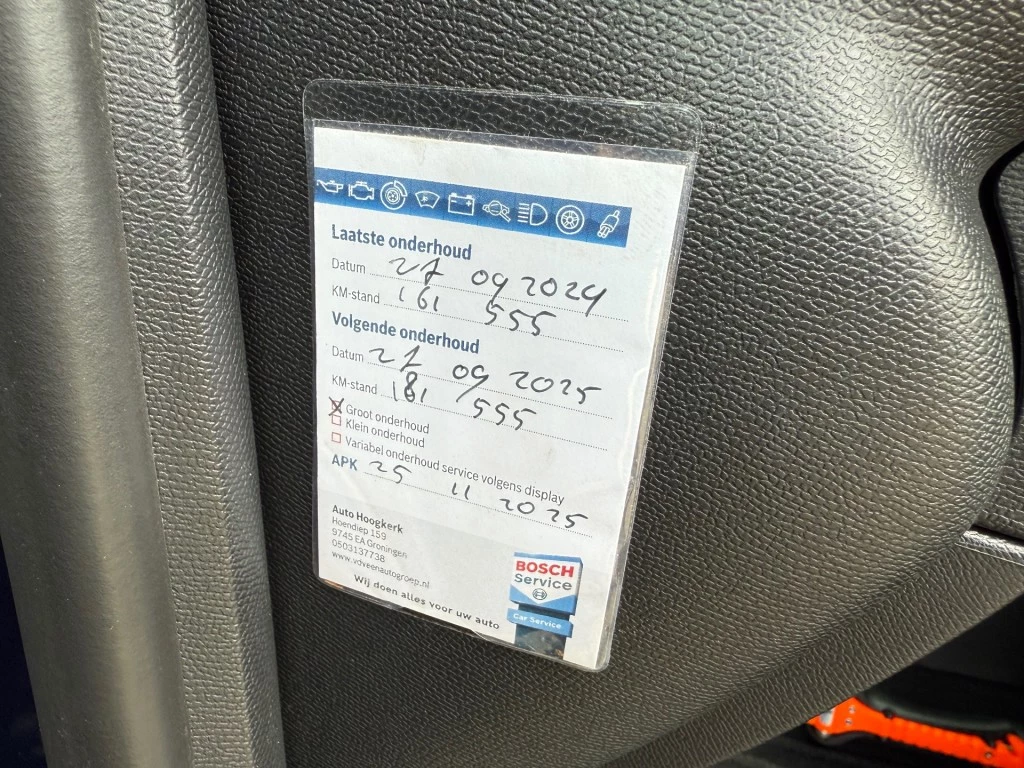 Laatste onderhoud
Datum 27 09 2024
KM-stand 161 555
Volgende onderhoud
Datum 27 09 2025
KM-stand 181 555
Groot onderhoud
Klein onderhoud
Variabel onderhoud service volgens display
APK 25 11 2025
Auto Hoogkerk
Hoendiep 159
9745 EA Groningen
0503137738
www.vdveenautogroep.nl
Wij doen alles voor uw auto
BOSCH
Service
Car Service